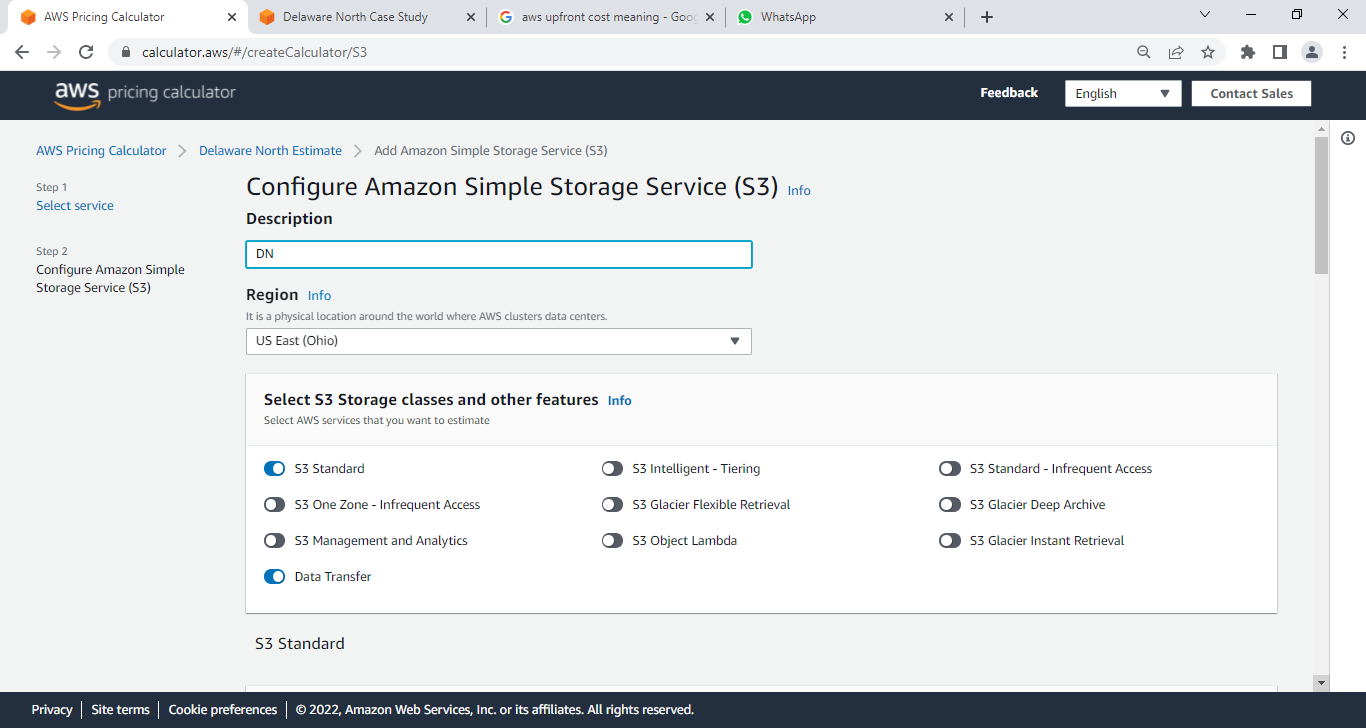 AWS Pricing Calculator
Delaware North Case Study
aws upfront cost meaning - Goo
WhatsApp
calculator.aws/#/createCalculator/S3
aws pricing calculator
Feedback
English
Contact Sales
AWS Pricing Calculator
Delaware North Estimate
Add Amazon Simple Storage Service (S3)
Step 1
Select service
Step 2
Configure Amazon Simple
Storage Service (S3)
Configure Amazon Simple Storage Service (S3) Info
Description
DN
Region Info
It is a physical location around the world where AWS clusters data centers.
US East (Ohio)
Select S3 Storage classes and other features Info
Select AWS services that you want to estimate
S3 Standard
S3 Intelligent - Tiering
S3 Standard - Infrequent Access
S3 One Zone - Infrequent Access
S3 Glacier Flexible Retrieval
S3 Glacier Deep Archive
S3 Management and Analytics
S3 Object Lambda
S3 Glacier Instant Retrieval
Data Transfer
S3 Standard
Privacy
Site terms
Cookie preferences
© 2022, Amazon Web Services, Inc. or its affiliates. All rights reserved.